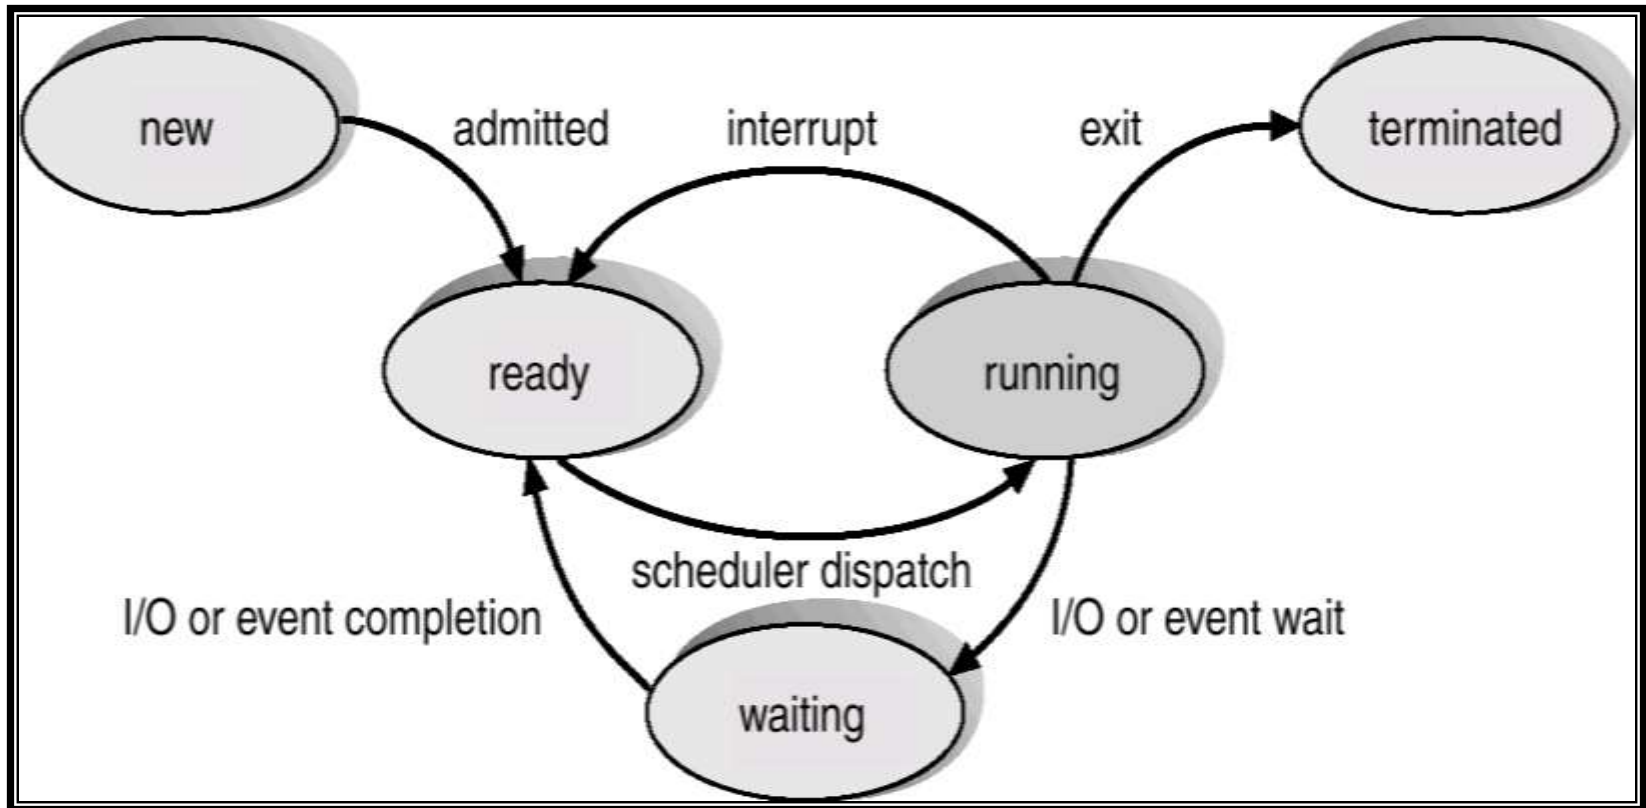 new
admitted
interrupt
exit
terminated
ready
running
scheduler dispatch
I/O or event completion
I/O or event wait
waiting